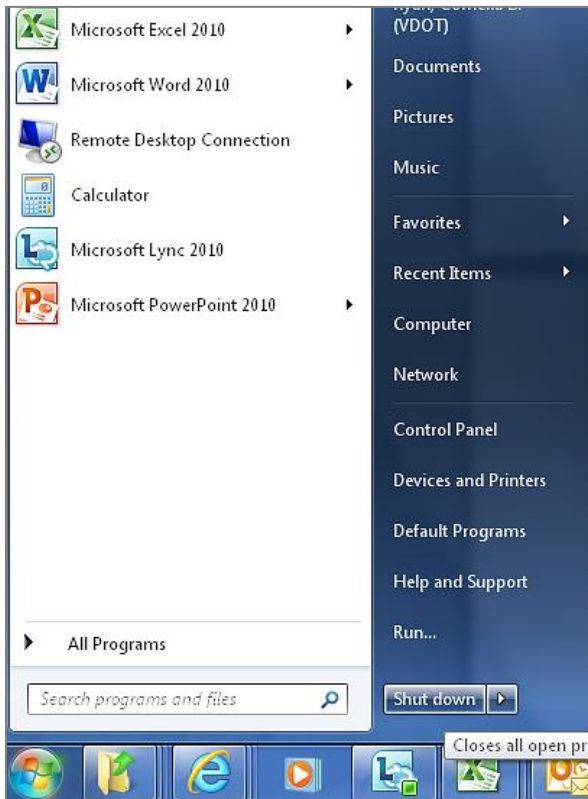 Microsoft Excel 2010
Microsoft Word 2010
Remote Desktop Connection
Calculator
Microsoft Lync 2010
Microsoft PowerPoint 2010
All Programs
Search programs and files
(VDOT)
Documents
Pictures
Music
Favorites
Recent Items
Computer
Network
Control Panel
Devices and Printers
Default Programs
Help and Support
Run...
Shut down
Closes all open pr